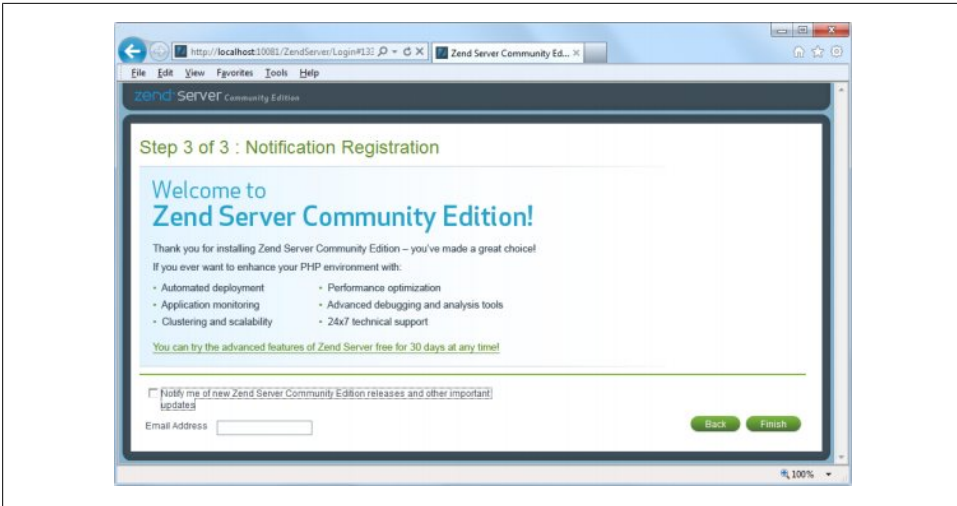 http://localhost:10081/ZendServer/Login#133
Zend Server Community Ed...
File Edit View Favorites Tools Help
zend Server Community Edition
Step 3 of 3 : Notification Registration
Welcome to
Zend Server Community Edition!
Thank you for installing Zend Server Community Edition – you've made a great choice!
If you ever want to enhance your PHP environment with:
• Automated deployment
• Application monitoring
• Clustering and scalability
• Performance optimization
• Advanced debugging and analysis tools
• 24x7 technical support
You can try the advanced features of Zend Server free for 30 days at any time!
Notify me of new Zend Server Community Edition releases and other important
updates
Email Address
Back Finish
100%